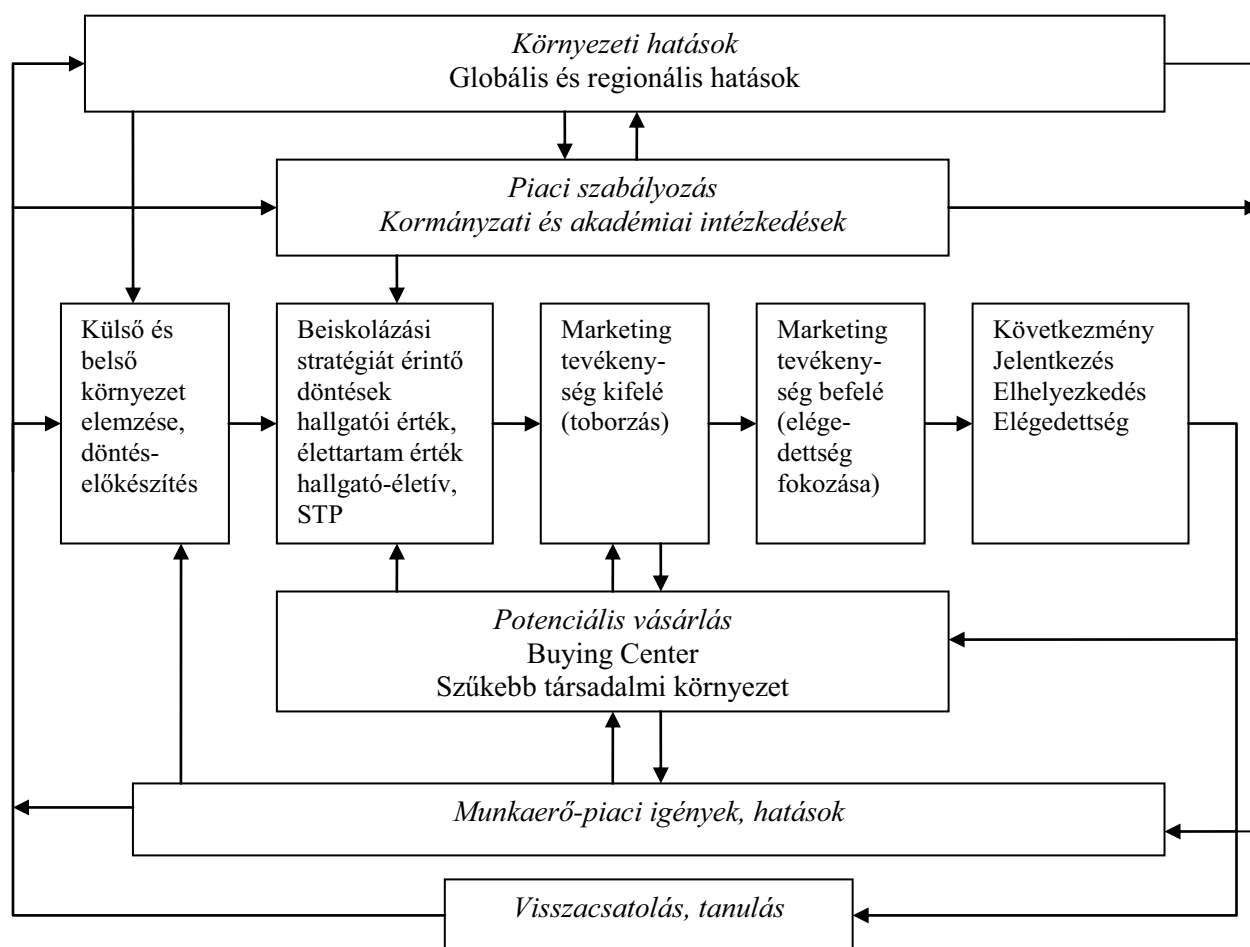 Környezeti hatások
Globális és regionális hatások
Piaci szabályozás
Kormányzati és akadémiai intézkedések
Külső és
belső
környezet
elemzése,
döntés-
előkészítés
Beiskolázási
stratégiát érintő
döntések
hallgatói érték,
élettartam érték
hallgató-életív,
STP
Marketing
tevékeny-
ség kifelé
(toborzás)
Marketing
tevékeny-
ség befelé
(elége-
dettség
fokozása)
Következmény
Jelentkezés
Elhelyezkedés
Elégedettség
Potenciális vásárlás
Buying Center
Szűkebb társadalmi környezet
Munkaerő-piaci igények, hatások
Visszacsatolás, tanulás